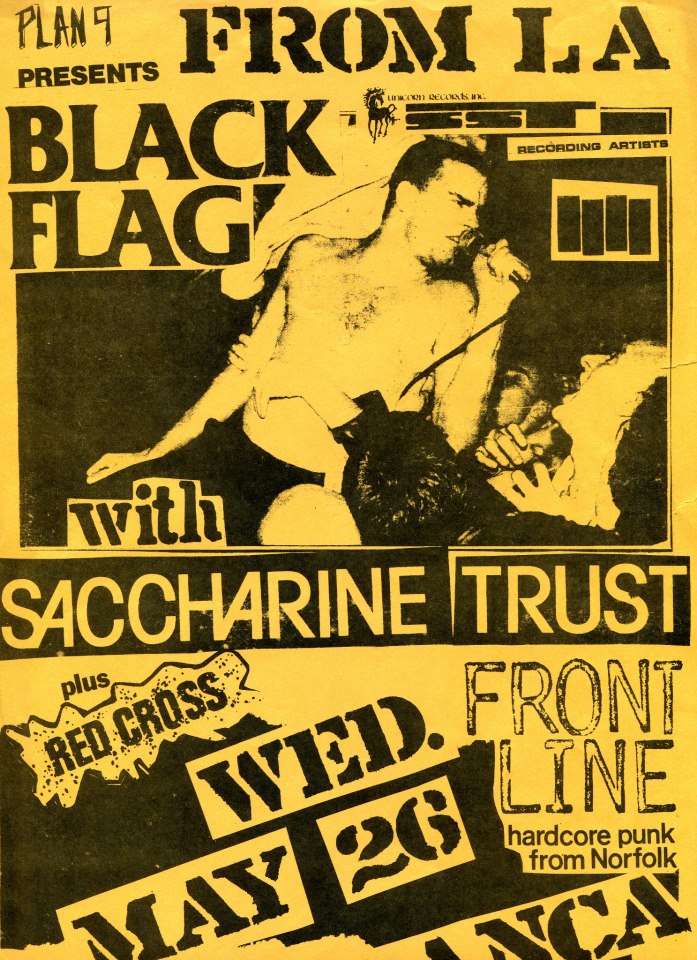 PLAN 9
PRESENTS
FROM LA
BLACK
FLAG
UNICORN RECORDS, INC.
SST
RECORDING ARTISTS
with
SACCHARINE TRUST
plus
RED CROSS
FRONT
LINE
hardcore punk
from Norfolk
WED.
MAY 26